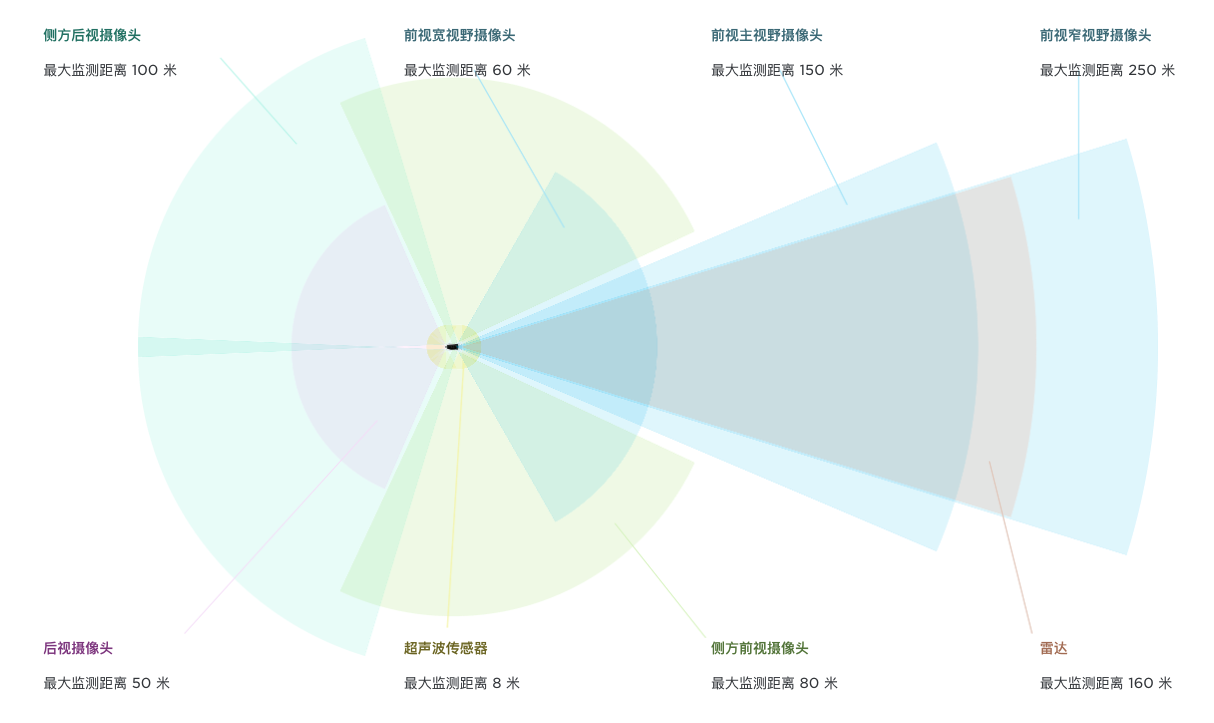 侧方后视摄像头
最大监测距离 100 米
前视宽视野摄像头
最大监测距离 60 米
前视主视野摄像头
最大监测距离 150 米
前视窄视野摄像头
最大监测距离 250 米
后视摄像头
最大监测距离 50 米
超声波传感器
最大监测距离 8 米
侧方前视摄像头
最大监测距离 80 米
雷达
最大监测距离 160 米